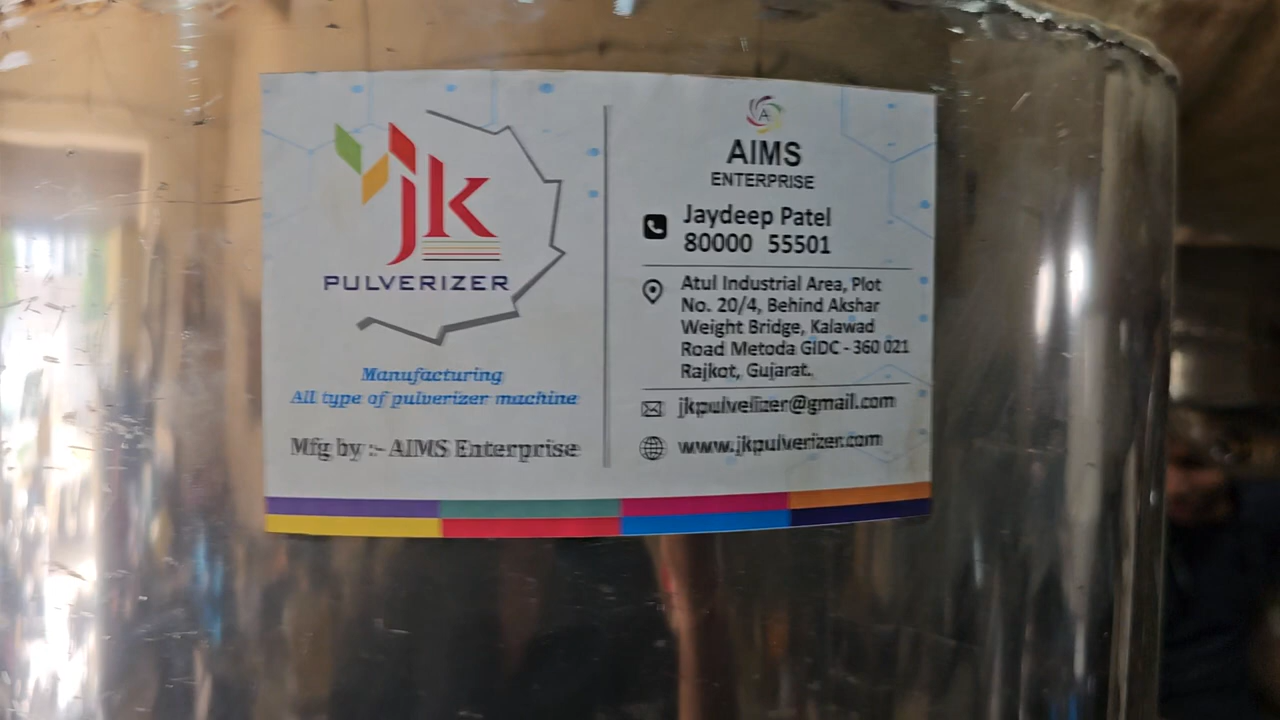 jk
PULVERIZER
Manufacturing
All type of pulverizer machine
Mfg by :- AIMS Enterprise
A
AIMS
ENTERPRISE
Jaydeep Patel
80000 55501
Atul Industrial Area, Plot
No. 20/4, Behind Akshar
Weight Bridge, Kalawad
Road Metoda GIDC - 360 021
Rajkot, Gujarat.
jkpulvelizer@gmail.com
www.jkpulverizer.com